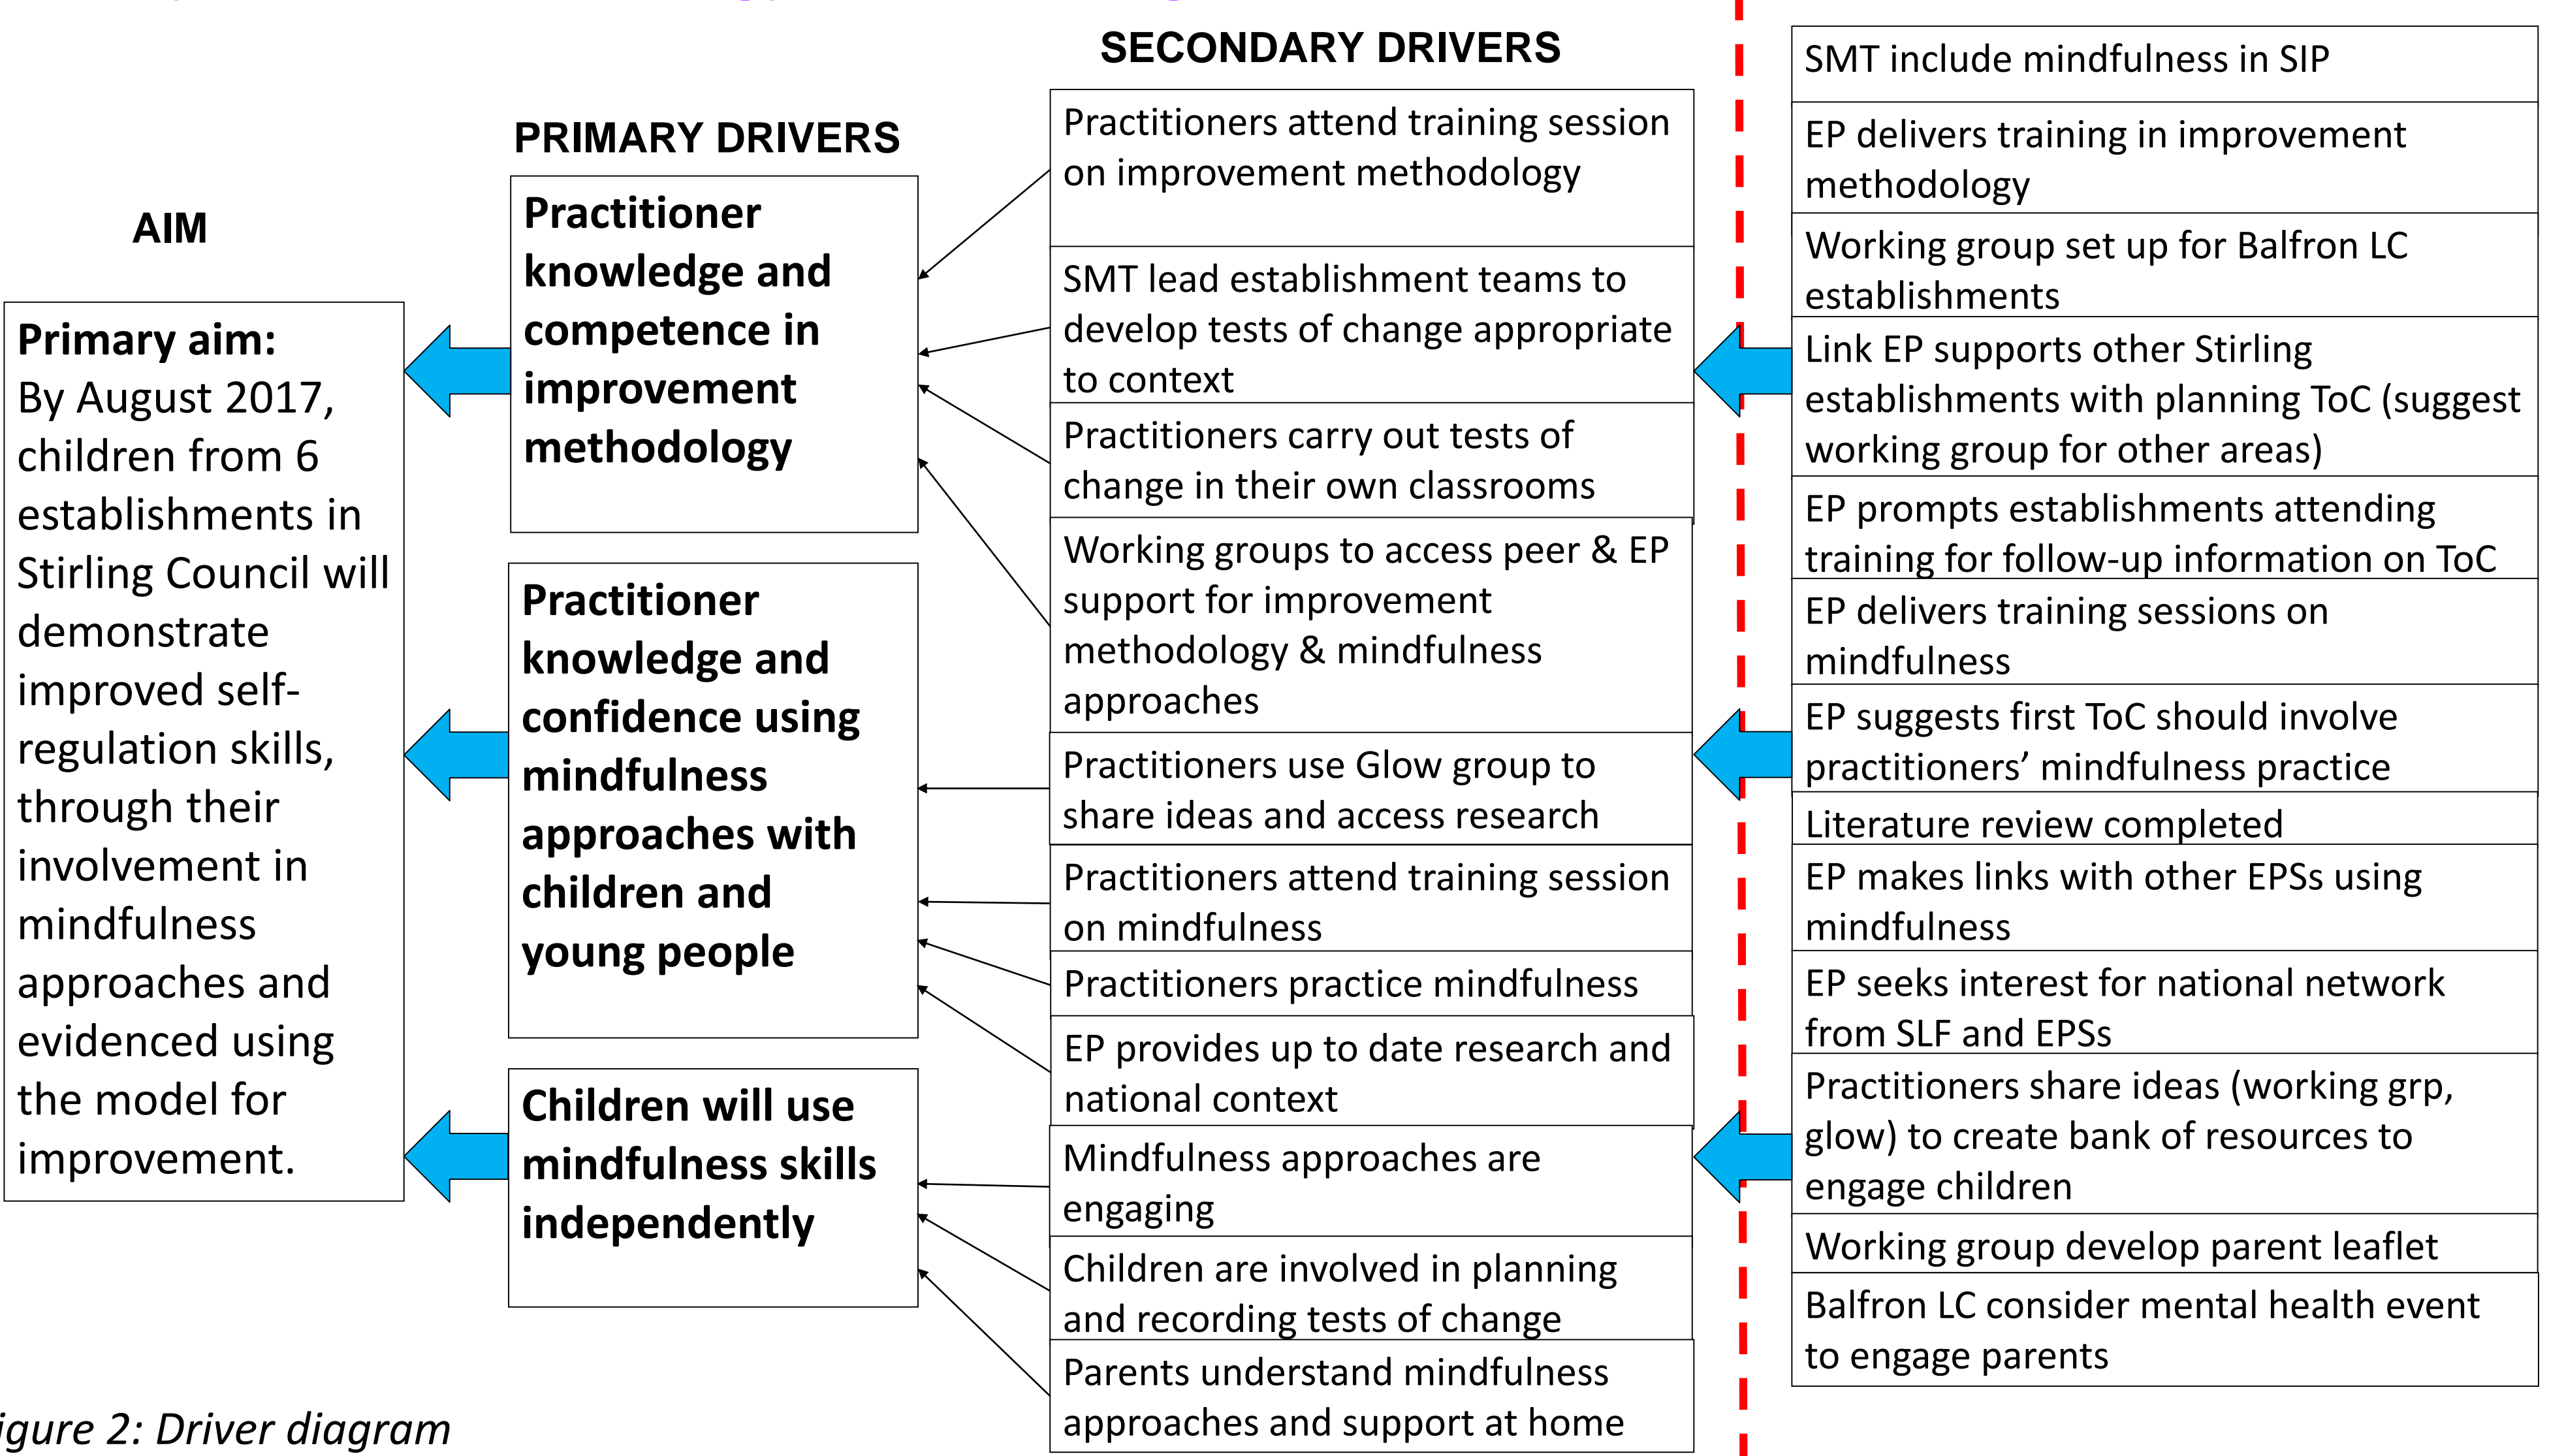 AIM
Primary aim:
By August 2017,
children from 6
establishments in
Stirling Council will
demonstrate
improved self-
regulation skills,
through their
involvement in
mindfulness
approaches and
evidenced using
the model for
improvement.
PRIMARY DRIVERS
Practitioner
knowledge and
competence in
improvement
methodology
Practitioner
knowledge and
confidence using
mindfulness
approaches with
children and
young people
Children will use
mindfulness skills
independently
SECONDARY DRIVERS
Practitioners attend training session
on improvement methodology
SMT lead establishment teams to
develop tests of change appropriate
to context
Practitioners carry out tests of
change in their own classrooms
Working groups to access peer & EP
support for improvement
methodology & mindfulness
approaches
Practitioners use Glow group to
share ideas and access research
Practitioners attend training session
on mindfulness
Practitioners practice mindfulness
EP provides up to date research and
national context
Mindfulness approaches are
engaging
Children are involved in planning
and recording tests of change
Parents understand mindfulness
approaches and support at home
SMT include mindfulness in SIP
EP delivers training in improvement
methodology
Working group set up for Balfron LC
establishments
Link EP supports other Stirling
establishments with planning ToC (suggest
working group for other areas)
EP prompts establishments attending
training for follow-up information on ToC
EP delivers training sessions on
mindfulness
EP suggests first ToC should involve
practitioners’ mindfulness practice
Literature review completed
EP makes links with other EPSs using
mindfulness
EP seeks interest for national network
from SLF and EPSs
Practitioners share ideas (working grp,
glow) to create bank of resources to
engage children
Working group develop parent leaflet
Balfron LC consider mental health event
to engage parents
igure 2: Driver diagram